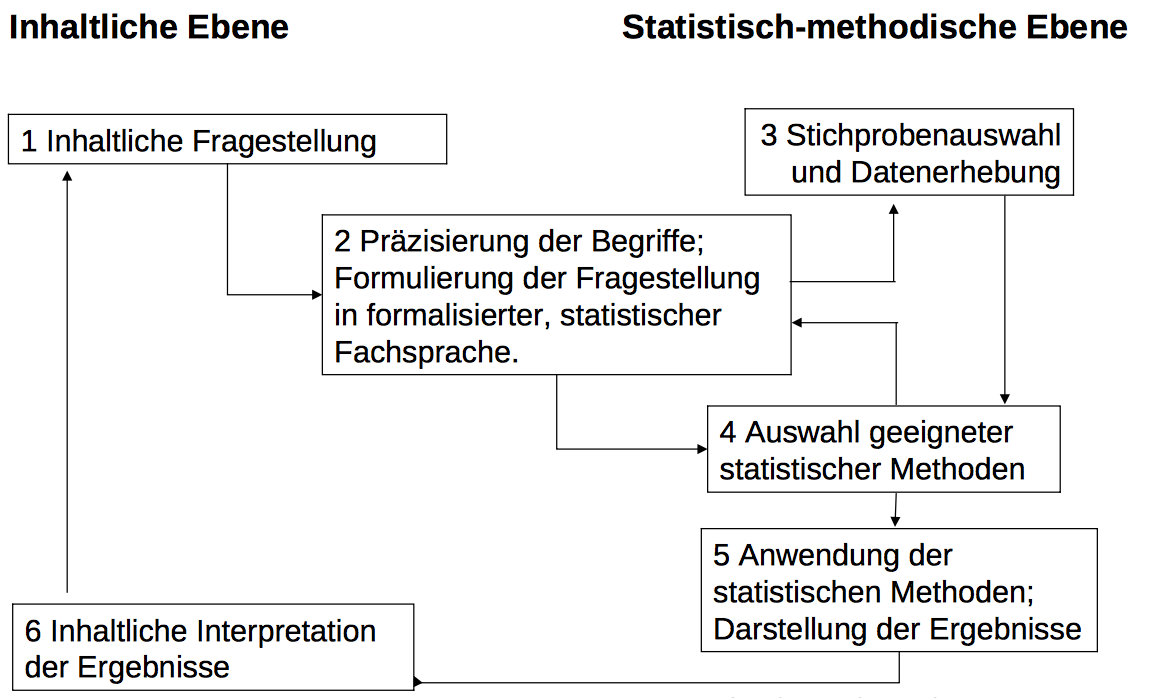 Inhaltliche Ebene
Statistisch-methodische Ebene
1 Inhaltliche Fragestellung
3 Stichprobenauswahl
und Datenerhebung
2 Präzisierung der Begriffe;
Formulierung der Fragestellung
in formalisierter, statistischer
Fachsprache.
4 Auswahl geeigneter
statistischer Methoden
5 Anwendung der
statistischen Methoden;
Darstellung der Ergebnisse
6 Inhaltliche Interpretation
der Ergebnisse